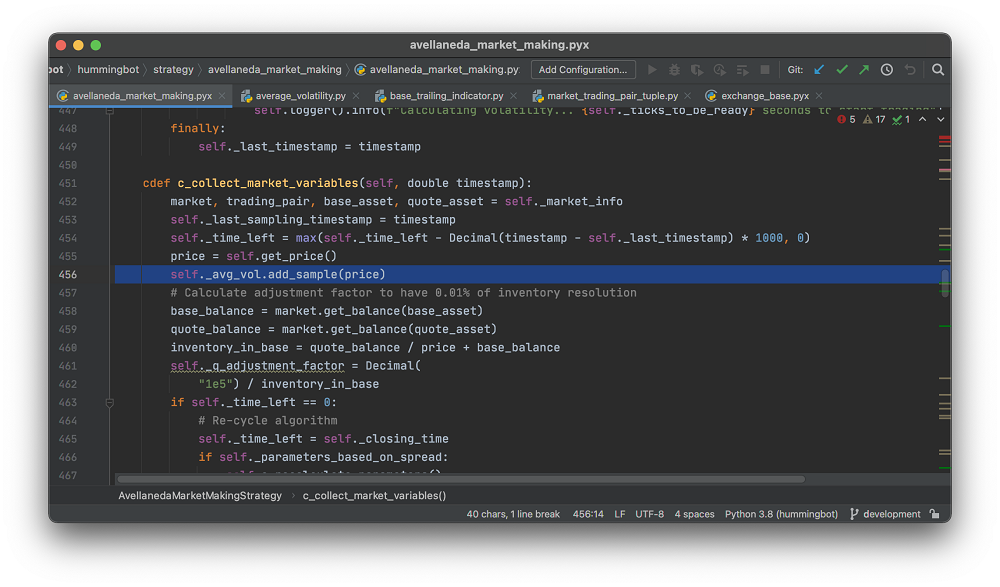 avellaneda_market_making.pyx
bot hummingbot strategy avellaneda_market_making avellaneda_market_making.py Add Configuration... Git:
avellaneda_market_making.pyx average_volatility.py base_trailing_indicator.py market_trading_pair_tuple.py exchange_base.pyx
447 self.logger().info(f"Calculating volatility... {self._ticks_to_be_ready} seconds to
5 17 1
448 finally:
449 self._last_timestamp = timestamp
450
451 cdef c_collect_market_variables(self, double timestamp):
452 market, trading_pair, base_asset, quote_asset = self._market_info
453 self._last_sampling_timestamp = timestamp
454 self._time_left = max(self._time_left - Decimal(timestamp - self._last_timestamp) * 1000, 0)
455 price = self.get_price()
456 self._avg_vol.add_sample(price)
457 # Calculate adjustment factor to have 0.01% of inventory resolution
458 base_balance = market.get_balance(base_asset)
459 quote_balance = market.get_balance(quote_asset)
460 inventory_in_base = quote_balance / price + base_balance
461 self._q_adjustment_factor = Decimal(
462 "1e5") / inventory_in_base
463 if self._time_left == 0:
464 # Re-cycle algorithm
465 self._time_left = self._closing_time
466 if self._parameters_based_on_spread:
467
AvellanedaMarketMakingStrategy c_collect_market_variables()
40 chars, 1 line break 456:14 LF UTF-8 4 spaces Python 3.8 (hummingbot) development